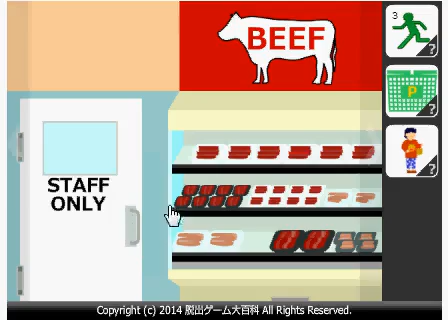 BEEF
3
?
P
?
?
STAFF
ONLY
Copyright (c) 2014 脱出ゲーム大百科 All Rights Reserved.